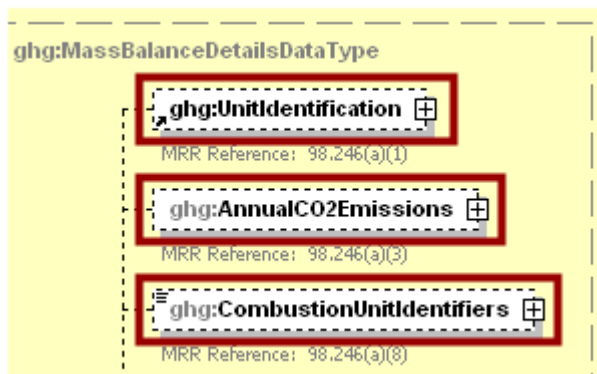 ghg:MassBalanceDetailsDataType
ghg:UnitIdentification
MRR Reference: 98.246(a)(1)
ghg:AnnualCO2Emissions
MRR Reference: 98.246(a)(3)
ghg:CombustionUnitIdentifiers
MRR Reference: 98.246(a)(8)